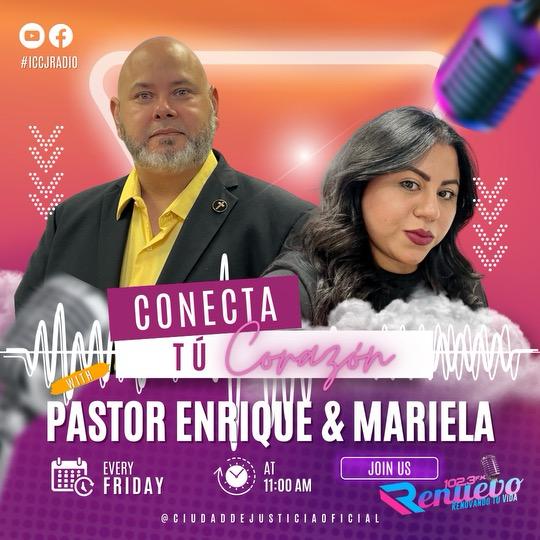 #ICCJRADIO
CONECTA
TÚ Corazón
WITH
PASTOR ENRIQUE & MARIELA
EVERY
FRIDAY
AT
11:00 AM
JOIN US
102.3FM
Renuevo
RENOVANDO TU VIDA
@CIUDADDEJUSTICIAOFICIAL